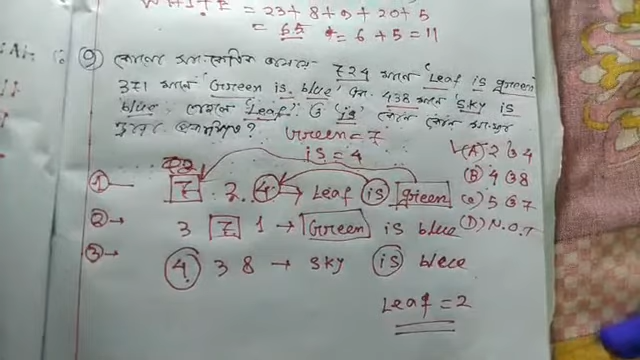 WHITE = 23+8+9+20+5
= 65 = 6+5=11
(9) কোনো সাংকেতিক ভাষায় 724 মানে 'Leaf is green'
371 মানে 'Green is blue' এবং 438 মানে 'Sky is
blue' তাহলে 'Leaf' ও 'is' কোন কোন সংখ্যা
দ্বারা
Green = 7
is = 4
(A) 2 ও 4
(B) 4 ও 8
(C) 5 ও 7
(D) N.O.T
① 7 2 4 → Leaf is green
② → 3 7 1 → Green is blue
③ → 4 3 8 → Sky is blue
Leaf = 2